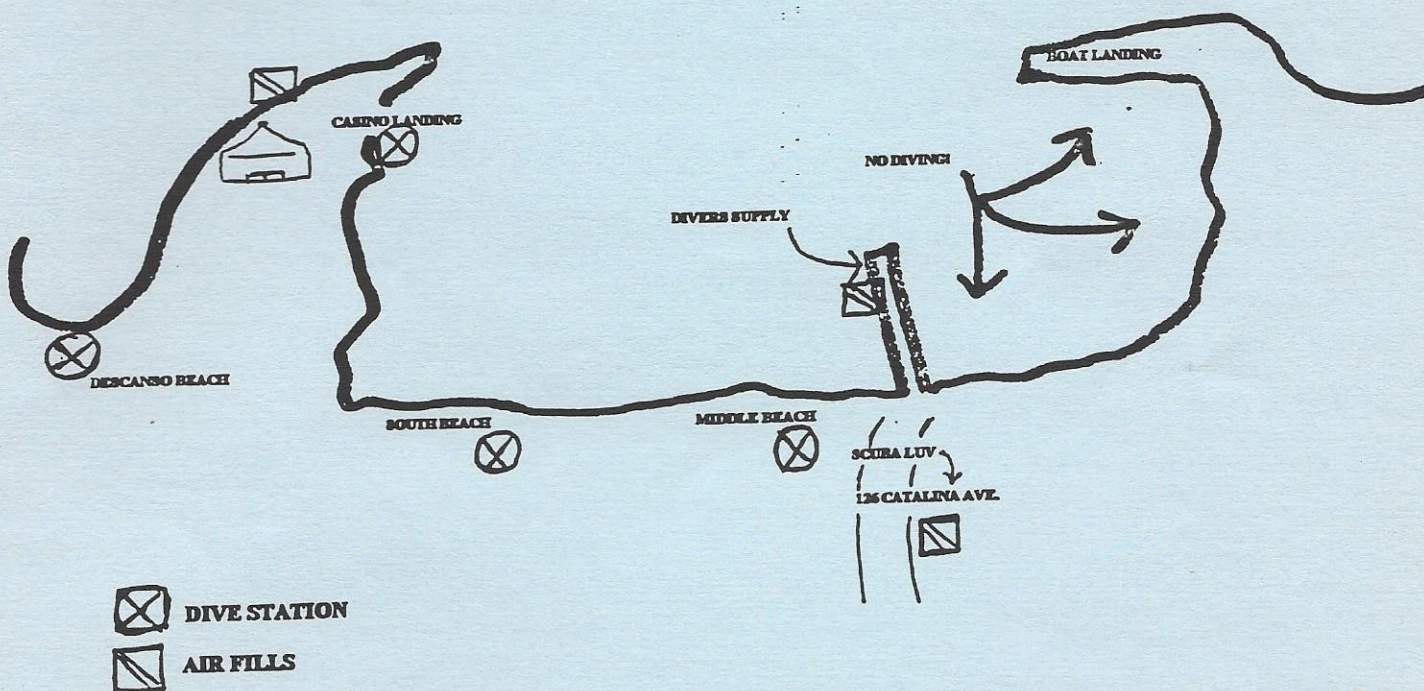 BOAT LANDING
CASINO LANDING
NO DIVING!
DIVERS SUPPLY
DESCANSO BEACH
SOUTH BEACH
MIDDLE BEACH
SCUBA LUV
126 CATALINA AVE.
DIVE STATION
AIR FILLS